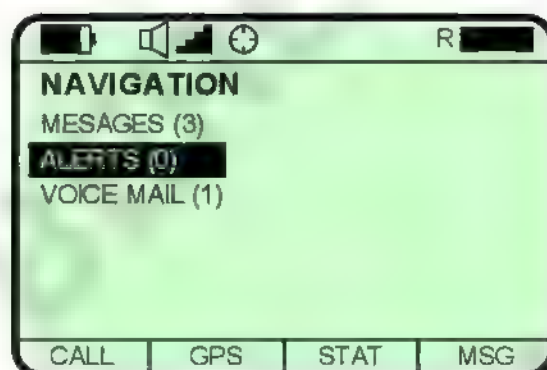 R
NAVIGATION
MESAGES (3)
ALERTS (0)
VOICE MAIL (1)
CALL GPS STAT MSG